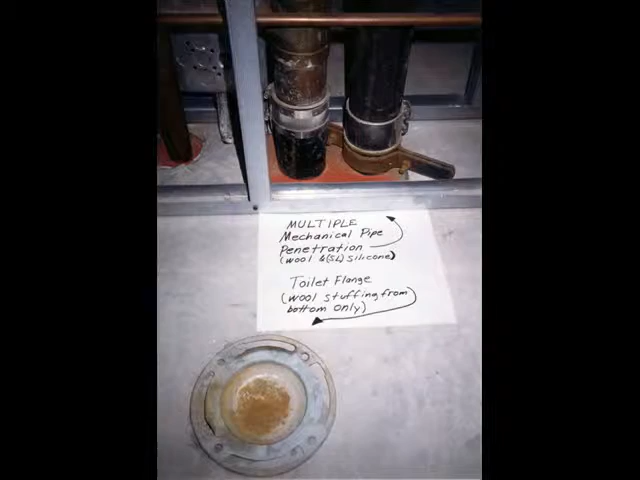 MULTIPLE
Mechanical Pipe
Penetration
(wool &(SL) silicone)
Toilet Flange
(wool stuffing from
bottom only)